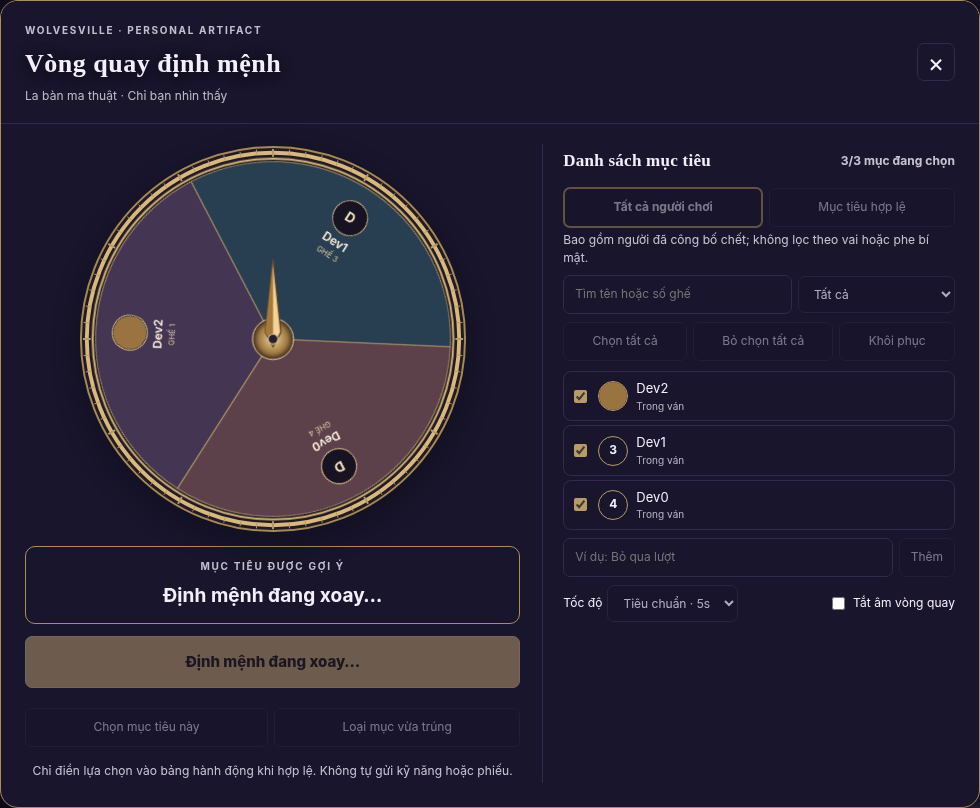 WOLVESVILLE · PERSONAL ARTIFACT
Vòng quay định mệnh
La bàn ma thuật · Chỉ bạn nhìn thấy
×
D
Dev1
GHẾ 3
Dev2
GHẾ 1
GHẾ 4
Dev0
D
MỤC TIÊU ĐƯỢC GỢI Ý
Định mệnh đang xoay...
Định mệnh đang xoay...
Chọn mục tiêu này
Loại mục vừa trúng
Chỉ điền lựa chọn vào bảng hành động khi hợp lệ. Không tự gửi kỹ năng hoặc phiếu.
Danh sách mục tiêu
3/3 mục đang chọn
Tất cả người chơi
Mục tiêu hợp lệ
Bao gồm người đã công bố chết; không lọc theo vai hoặc phe bí
mật.
Tìm tên hoặc số ghế
Tất cả
Chọn tất cả
Bỏ chọn tất cả
Khôi phục
Dev2
Trong ván
3
Dev1
Trong ván
4
Dev0
Trong ván
Ví dụ: Bỏ qua lượt
Thêm
Tốc độ
Tiêu chuẩn · 5s
Tắt âm vòng quay